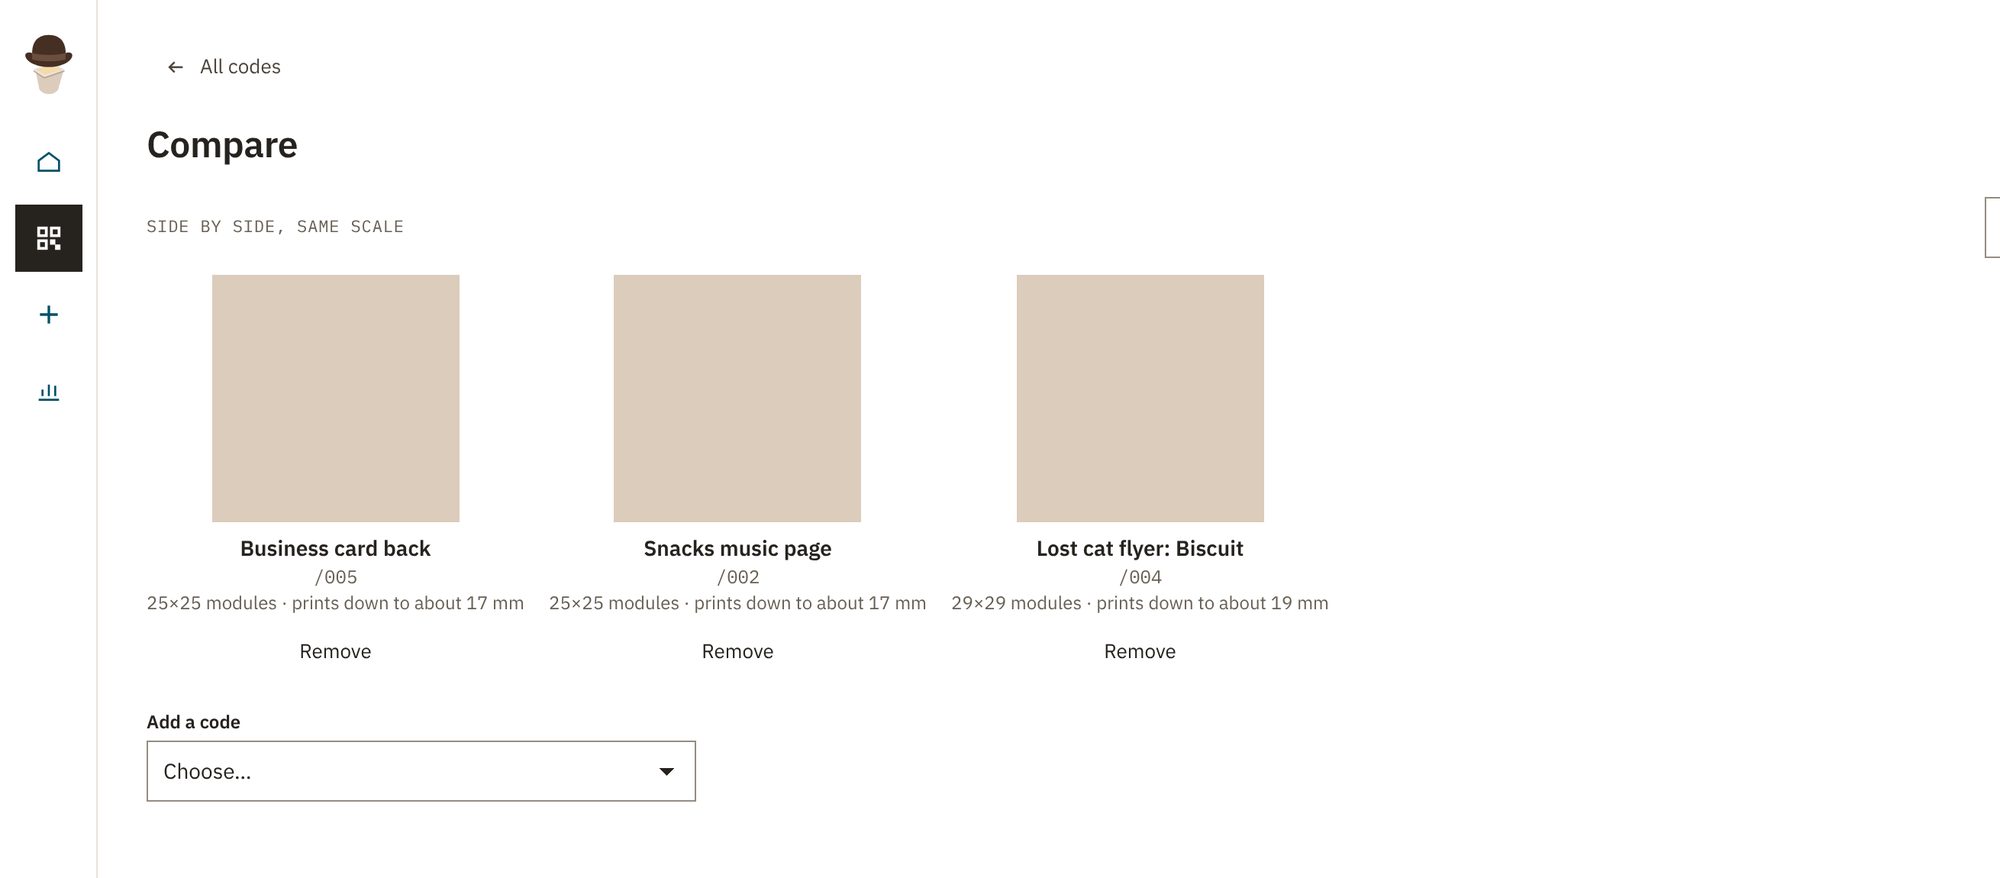 All codes
Compare
SIDE BY SIDE, SAME SCALE
Business card back
/005
25×25 modules · prints down to about 17 mm
Remove
Snacks music page
/002
25×25 modules · prints down to about 17 mm
Remove
Lost cat flyer: Biscuit
/004
29×29 modules · prints down to about 19 mm
Remove
Add a code
Choose...